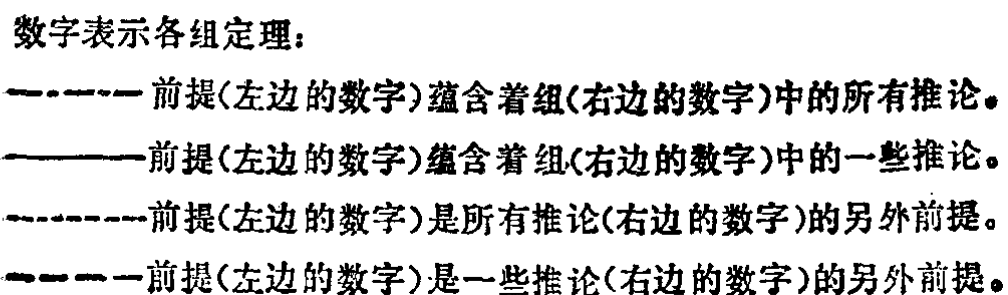 数字表示各组定理：
前提(左边的数字)蕴含着组(右边的数字)中的所有推论。
前提(左边的数字)蕴含着组(右边的数字)中的一些推论。
前提(左边的数字)是所有推论(右边的数字)的另外前提。
前提(左边的数字)是一些推论(右边的数字)的另外前提。